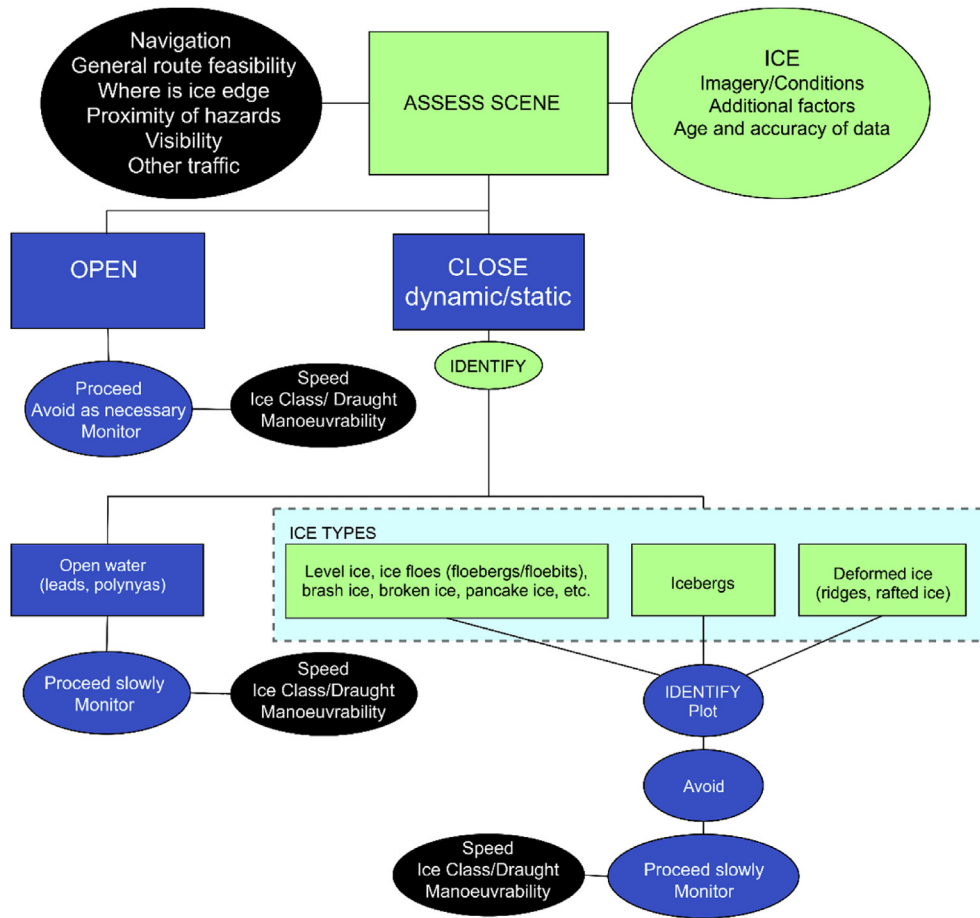 Navigation
General route feasibility
Where is ice edge
Proximity of hazards
Visibility
Other traffic
ASSESS SCENE
ICE
Imagery/Conditions
Additional factors
Age and accuracy of data
OPEN
CLOSE
dynamic/static
IDENTIFY
Proceed
Avoid as necessary
Monitor
Speed
Ice Class/ Draught
Manoeuvrability
ICE TYPES
Open water
(leads, polynyas)
Level ice, ice floes (floebergs/floebits),
brash ice, broken ice, pancake ice, etc.
Icebergs
Deformed ice
(ridges, rafted ice)
Proceed slowly
Monitor
Speed
Ice Class/Draught
Manoeuvrability
IDENTIFY
Plot
Avoid
Speed
Ice Class/Draught
Manoeuvrability
Proceed slowly
Monitor